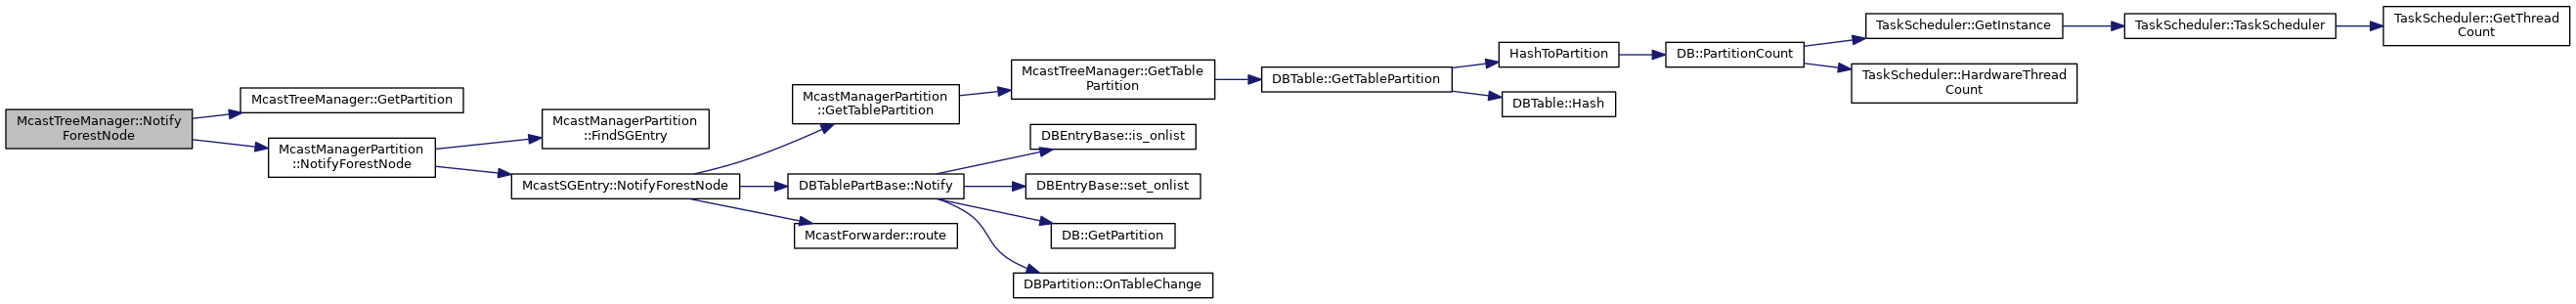 McastTreeManager::Notify
ForestNode
McastTreeManager::GetPartition
McastManagerPartition
::NotifyForestNode
McastManagerPartition
::FindSGEntry
McastSGEntry::NotifyForestNode
McastManagerPartition
::GetTablePartition
McastTreeManager::GetTable
Partition
DBTable::GetTablePartition
HashToPartition
DB::PartitionCount
TaskScheduler::GetInstance
TaskScheduler::TaskScheduler
TaskScheduler::GetThread
Count
TaskScheduler::HardwareThread
Count
DBTable::Hash
DBTablePartBase::Notify
DBEntryBase::is_onlist
DBEntryBase::set_onlist
DB::GetPartition
DBPartition::OnTableChange
McastForwarder::route